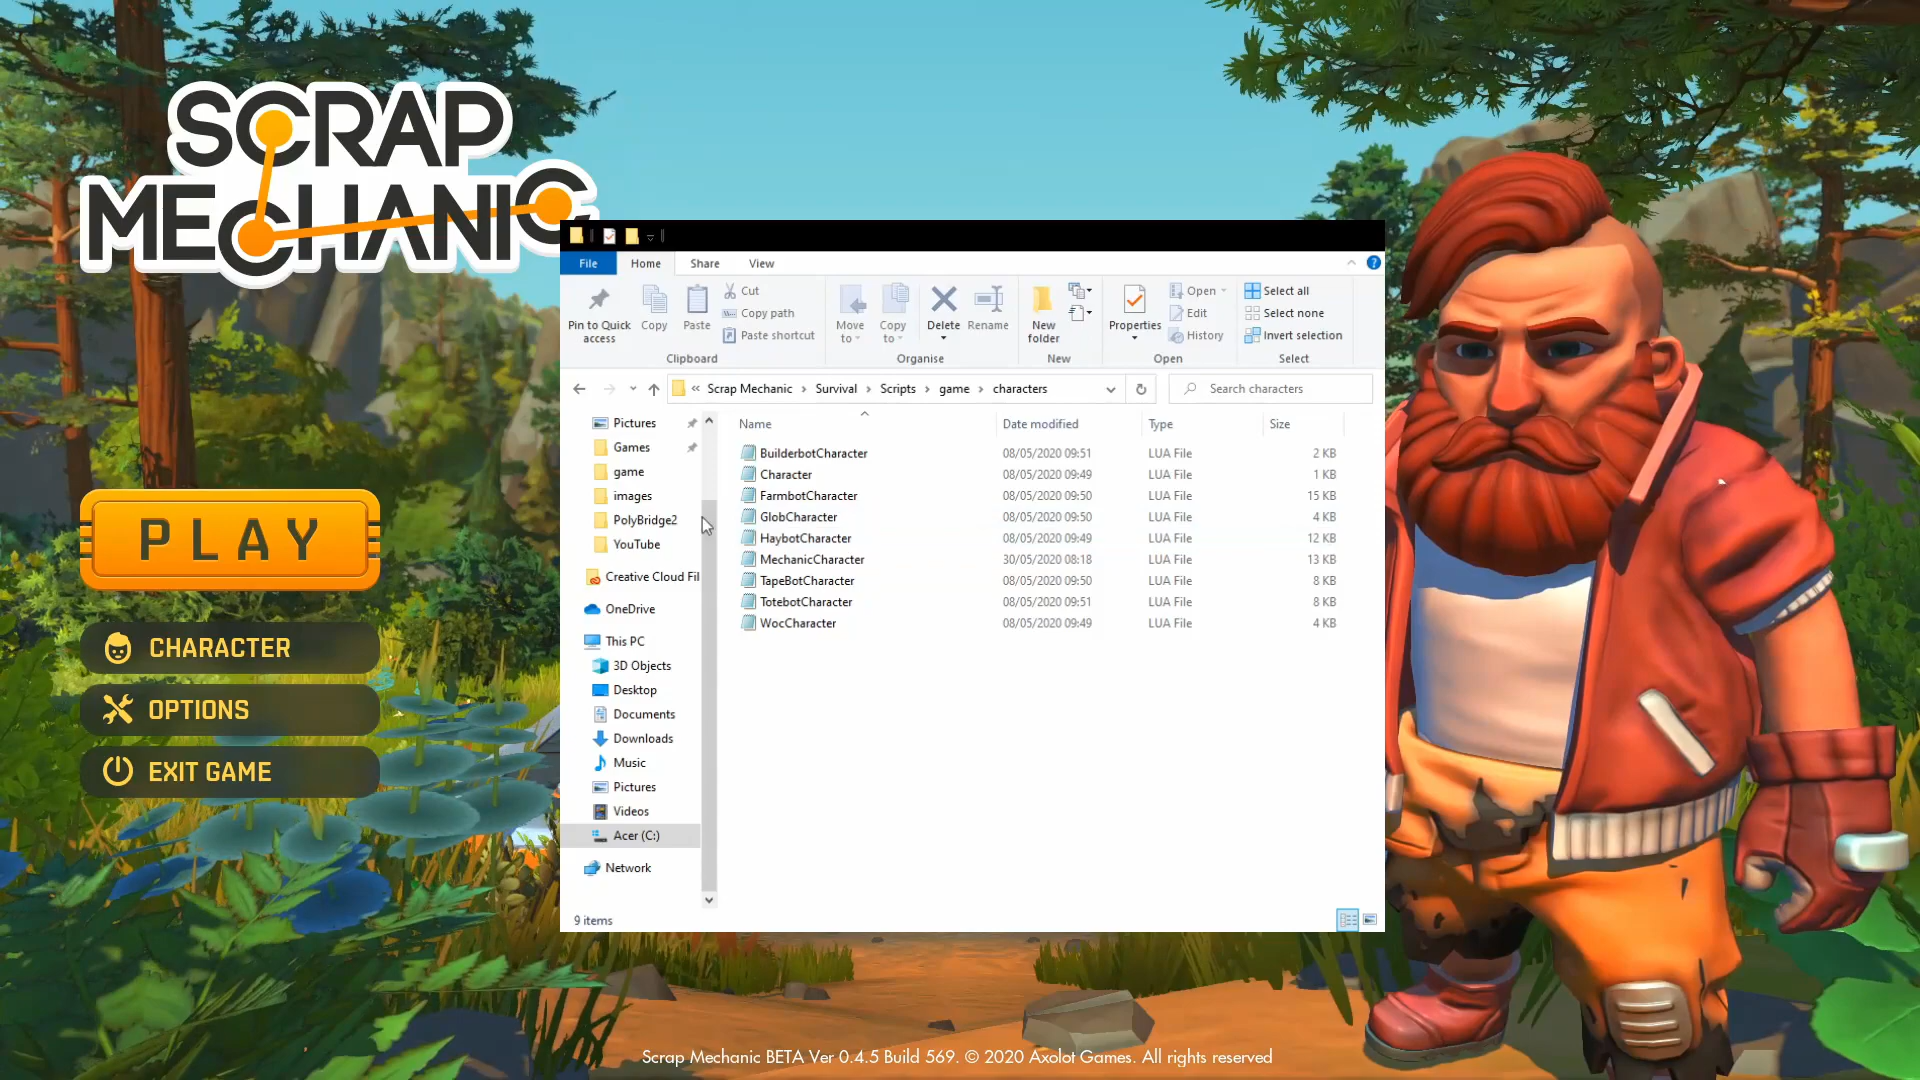 SCRAP
MECHANIC
PLAY
CHARACTER
OPTIONS
EXIT GAME
File Home Share View
Pin to Quick access
Copy
Paste
Cut
Copy path
Paste shortcut
Clipboard
Move to
Copy to
Delete
Rename
Organise
New folder
New
Properties
Open
Edit
History
Open
Select all
Select none
Invert selection
Select
« Scrap Mechanic › Survival › Scripts › game › characters
Search characters
Pictures
Games
game
images
PolyBridge2
YouTube
Creative Cloud Fil
OneDrive
This PC
3D Objects
Desktop
Documents
Downloads
Music
Pictures
Videos
Acer (C:)
Network
Name Date modified Type Size
BuilderbotCharacter 08/05/2020 09:51 LUA File 2 KB
Character 08/05/2020 09:49 LUA File 1 KB
FarmbotCharacter 08/05/2020 09:50 LUA File 15 KB
GlobCharacter 08/05/2020 09:50 LUA File 4 KB
HaybotCharacter 08/05/2020 09:49 LUA File 12 KB
MechanicCharacter 30/05/2020 08:18 LUA File 13 KB
TapeBotCharacter 08/05/2020 09:50 LUA File 8 KB
TotebotCharacter 08/05/2020 09:51 LUA File 8 KB
WocCharacter 08/05/2020 09:49 LUA File 4 KB
9 items
Scrap Mechanic BETA Ver 0.4.5 Build 569. © 2020 Axolot Games. All rights reserved